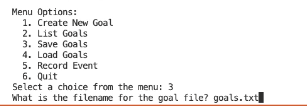 Menu Options:
  1. Create New Goal
  2. List Goals
  3. Save Goals
  4. Load Goals
  5. Record Event
  6. Quit
Select a choice from the menu: 3
What is the filename for the goal file? goals.txt